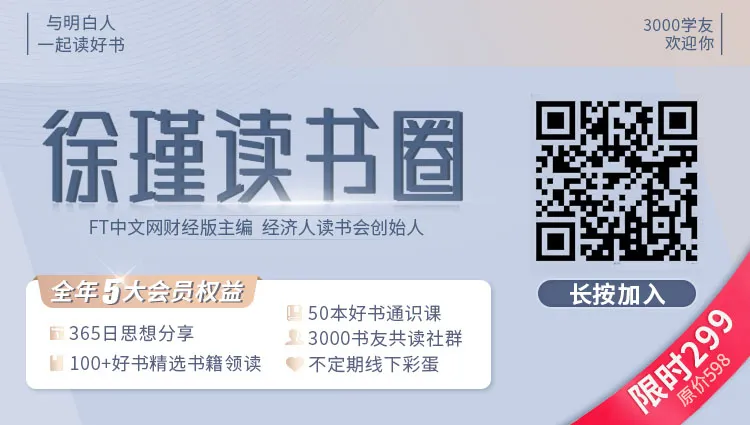 与明白人
一起读好书
3000学友
欢迎你
徐瑾读书圈
FT中文网财经版主编 经济人读书会创始人
长按加入
全年5大会员权益
365日思想分享
100+好书精选书籍领读
50本好书通识课
3000书友共读社群
不定期线下彩蛋
限时299
原价598